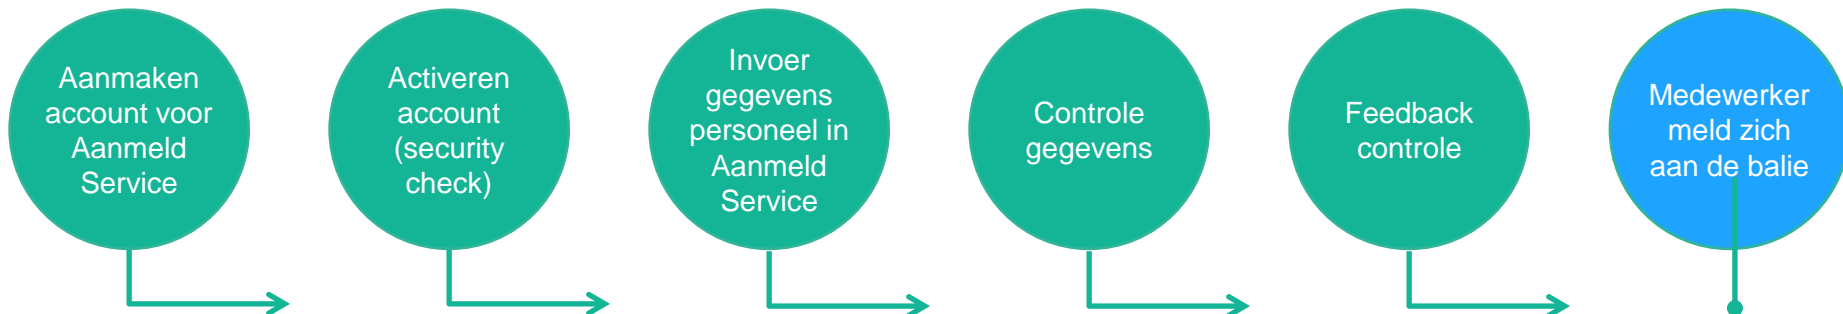 Aanmaken
account voor
Aanmeld
Service
Activeren
account
(security
check)
Invoer
gegevens
personeel in
Aanmeld
Service
Controle
gegevens
Feedback
controle
Medewerker
meld zich
aan de balie